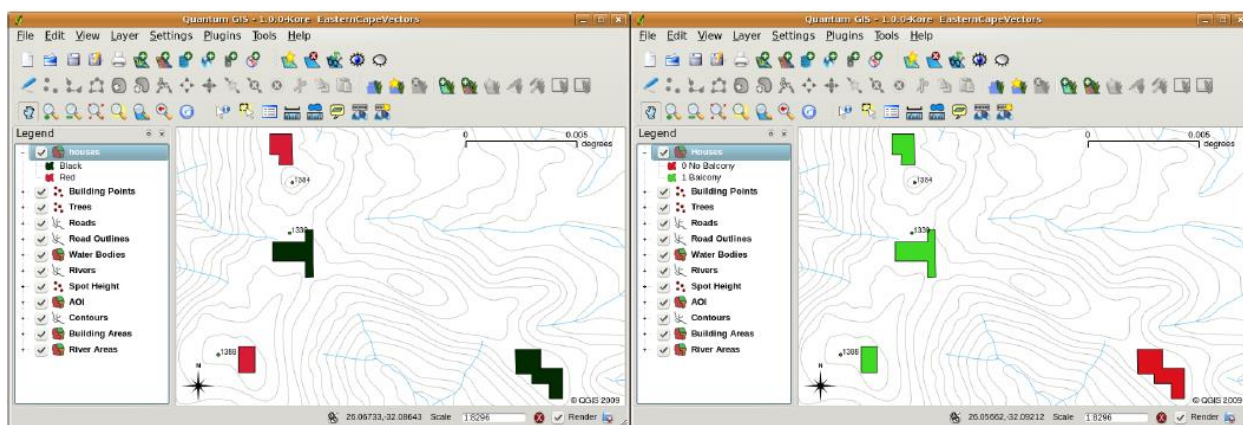 Quantum GIS - 1.0.0-Kore EasternCapeVectors
File Edit View Layer Settings Plugins Tools Help
Legend
houses
Black
Red
Building Points
Trees
Roads
Road Outlines
Water Bodies
Rivers
Spot Height
AOI
Contours
Building Areas
River Areas
0 0.005
degrees
1384
1339
1388
N
© QGIS 2009
26.06733,-32.08643 Scale 1:8296 Render
Quantum GIS - 1.0.0-Kore EasternCapeVectors
File Edit View Layer Settings Plugins Tools Help
Legend
Houses
0 No Balcony
1 Balcony
Building Points
Trees
Roads
Road Outlines
Water Bodies
Rivers
Spot Height
AOI
Contours
Building Areas
River Areas
0 0.005
degrees
1384
1339
1388
N
© QGIS 2009
26.05662,-32.09212 Scale 1:8296 Render